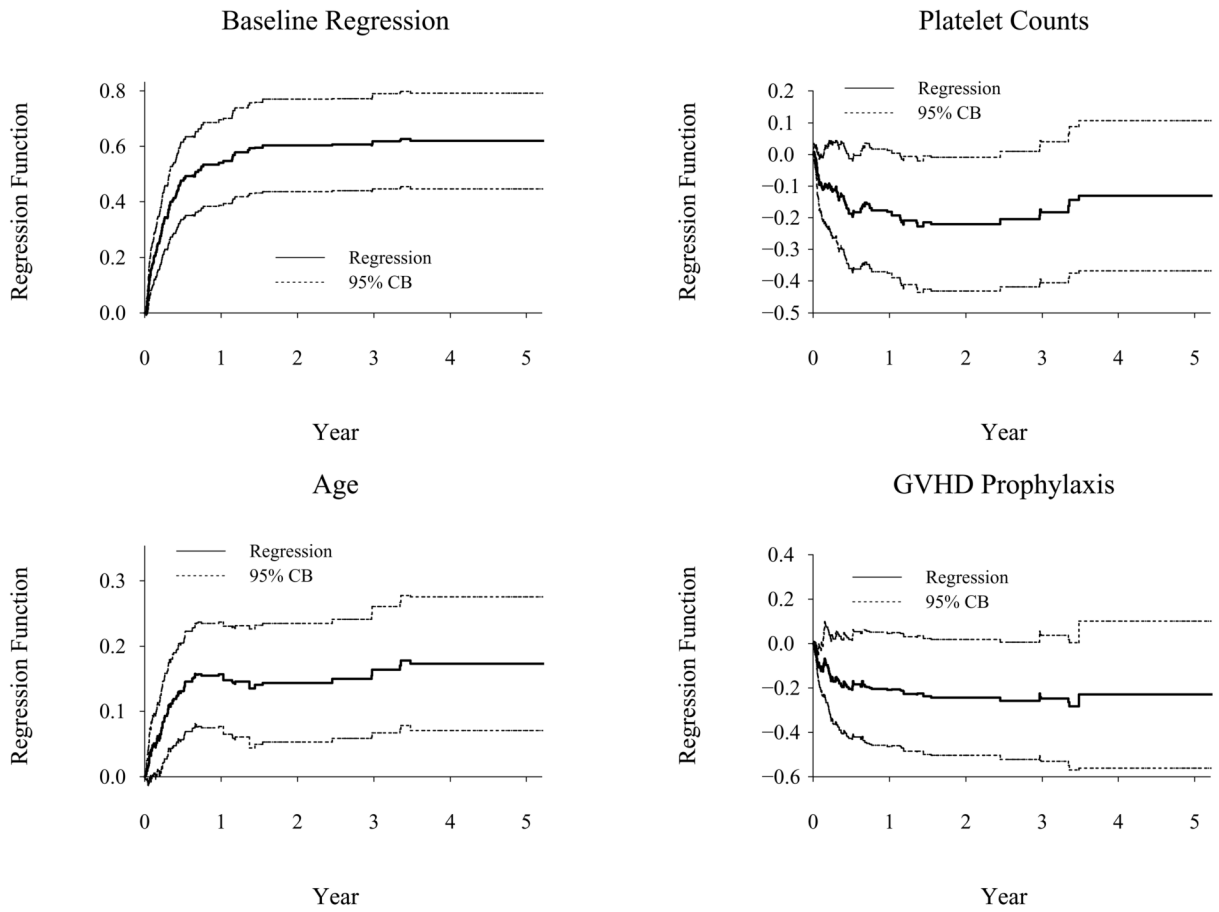 Baseline Regression
Regression Function
0.8
0.6
0.4
0.2
0.0
Regression
95% CB
0 1 2 3 4 5
Year
Platelet Counts
Regression Function
0.2
0.1
0.0
−0.1
−0.2
−0.3
−0.4
−0.5
Regression
95% CB
0 1 2 3 4 5
Year
Age
Regression Function
0.3
0.2
0.1
0.0
Regression
95% CB
0 1 2 3 4 5
Year
GVHD Prophylaxis
Regression Function
0.4
0.2
0.0
−0.2
−0.4
−0.6
Regression
95% CB
0 1 2 3 4 5
Year